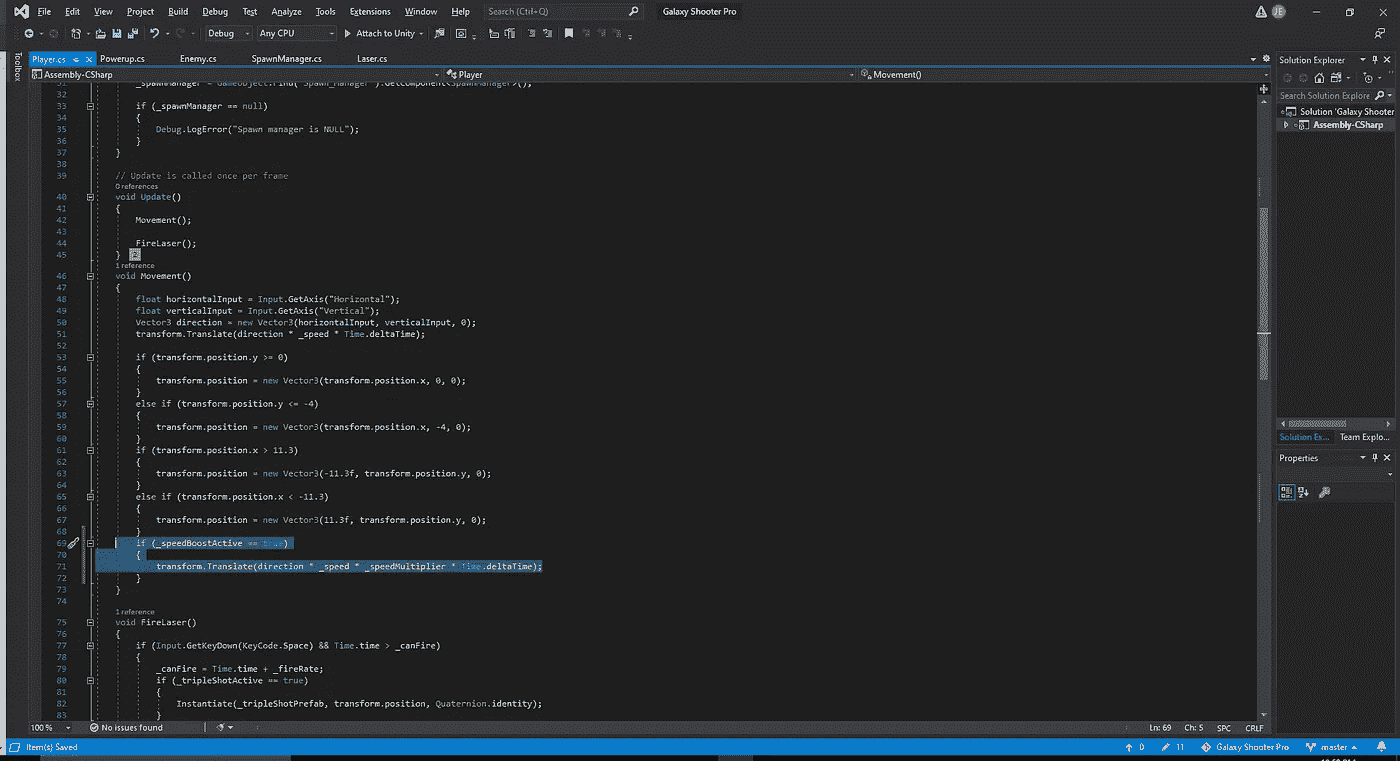 File Edit View Project Build Debug Test Analyze Tools Extensions Window Help Search (Ctrl+Q) Galaxy Shooter Pro JE
Debug Any CPU Attach to Unity
Toolbox
Player.cs Powerup.cs Enemy.cs SpawnManager.cs Laser.cs
Assembly-CSharp Player Movement()
31 _spawnManager = GameObject.Find("Spawn_Manager").GetComponent<SpawnManager>();
32
33 if (_spawnManager == null)
34 {
35 Debug.LogError("Spawn manager is NULL");
36 }
37 }
38
39 // Update is called once per frame
0 references
40 void Update()
41 {
42 Movement();
43
44 FireLaser();
45 }
1 reference
46 void Movement()
47 {
48 float horizontalInput = Input.GetAxis("Horizontal");
49 float verticalInput = Input.GetAxis("Vertical");
50 Vector3 direction = new Vector3(horizontalInput, verticalInput, 0);
51 transform.Translate(direction * _speed * Time.deltaTime);
52
53 if (transform.position.y >= 0)
54 {
55 transform.position = new Vector3(transform.position.x, 0, 0);
56 }
57 else if (transform.position.y <= -4)
58 {
59 transform.position = new Vector3(transform.position.x, -4, 0);
60 }
61 if (transform.position.x > 11.3)
62 {
63 transform.position = new Vector3(-11.3f, transform.position.y, 0);
64 }
65 else if (transform.position.x < -11.3)
66 {
67 transform.position = new Vector3(11.3f, transform.position.y, 0);
68 }
69 if (_speedBoostActive == true)
70 {
71 transform.Translate(direction * _speed * _speedMultiplier * Time.deltaTime);
72 }
73 }
74
1 reference
75 void FireLaser()
76 {
77 if (Input.GetKeyDown(KeyCode.Space) && Time.time > _canFire)
78 {
79 _canFire = Time.time + _fireRate;
80 if (_tripleShotActive == true)
81 {
82 Instantiate(_tripleShotPrefab, transform.position, Quaternion.identity);
83 }
100 % No issues found Ln: 69 Ch: 5 SPC CRLF
Solution Explorer
Search Solution Explore
Solution 'Galaxy Shooter
Assembly-CSharp
Solution Ex... Team Explo...
Properties
Item(s) Saved 0 11 Galaxy Shooter Pro master